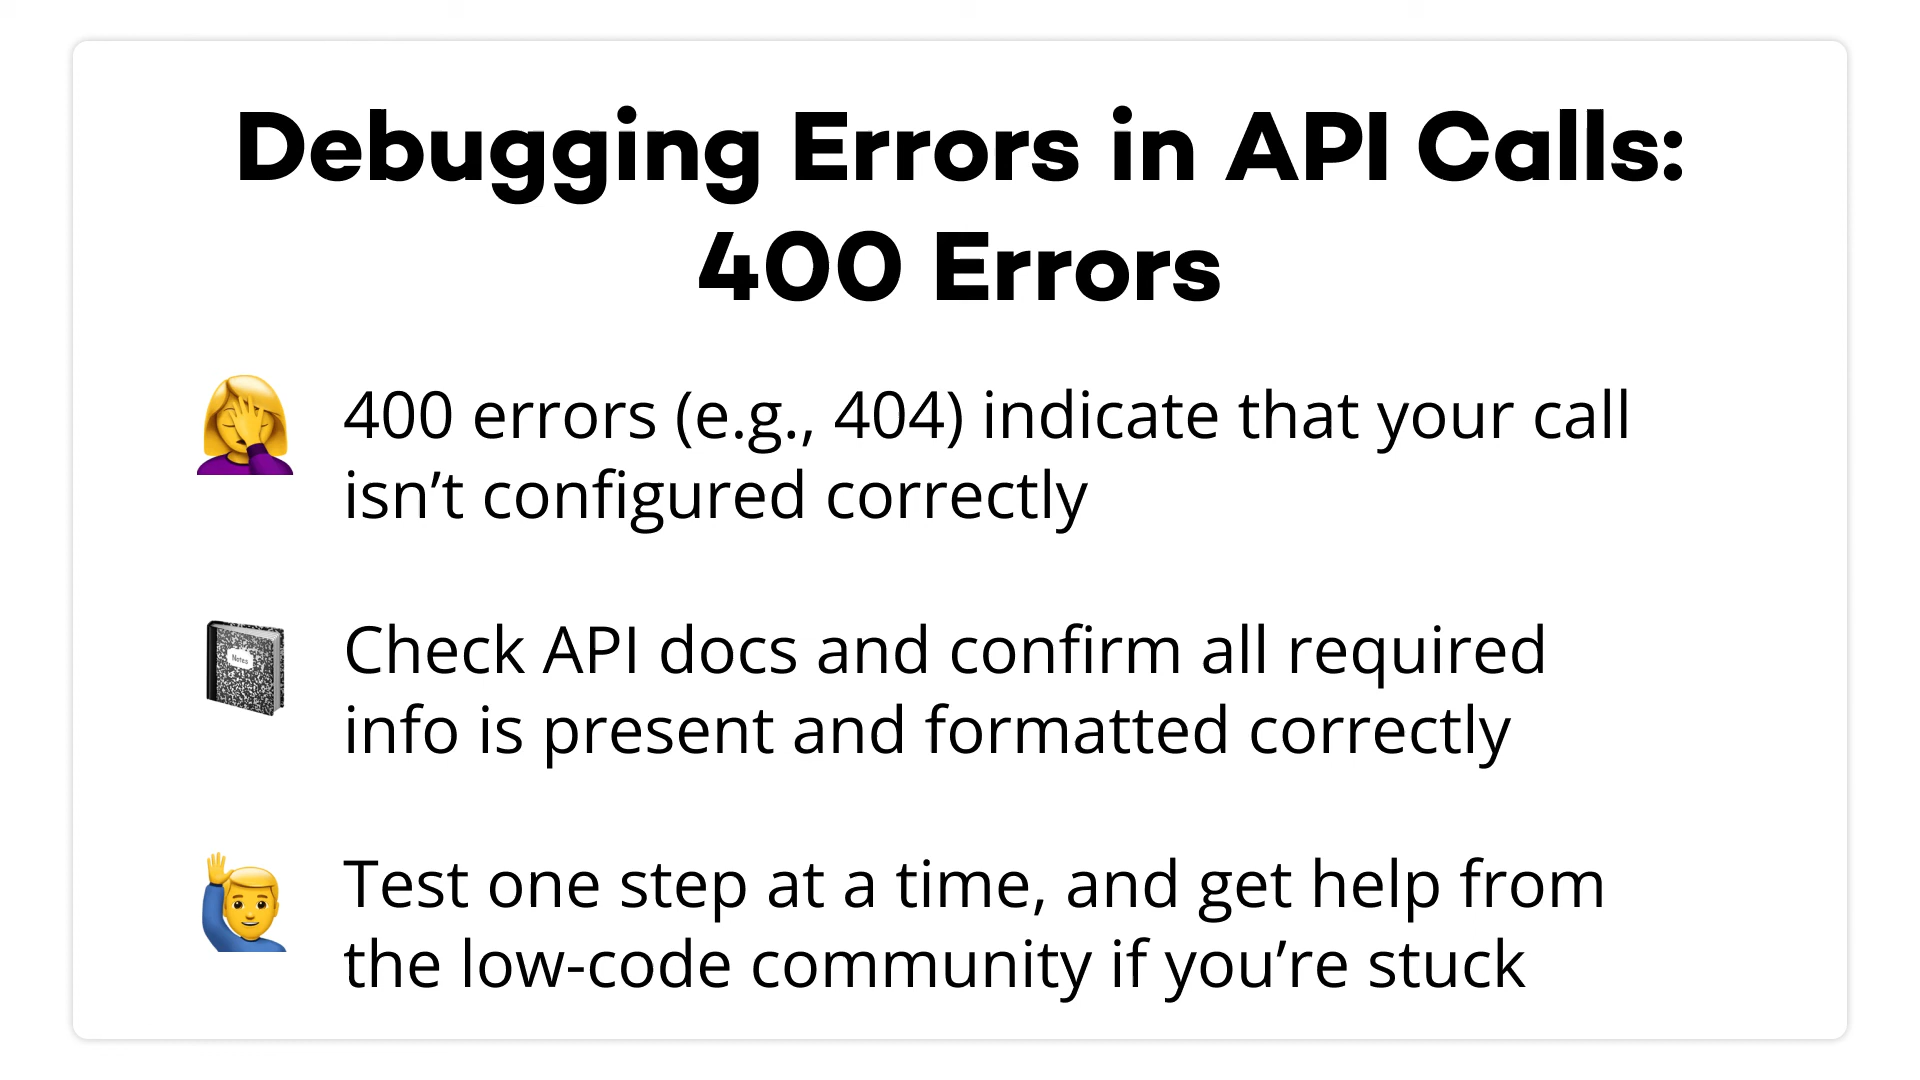 Debugging Errors in API Calls:
400 Errors
400 errors (e.g., 404) indicate that your call
isn’t configured correctly
Notes
Check API docs and confirm all required
info is present and formatted correctly
Test one step at a time, and get help from
the low-code community if you’re stuck